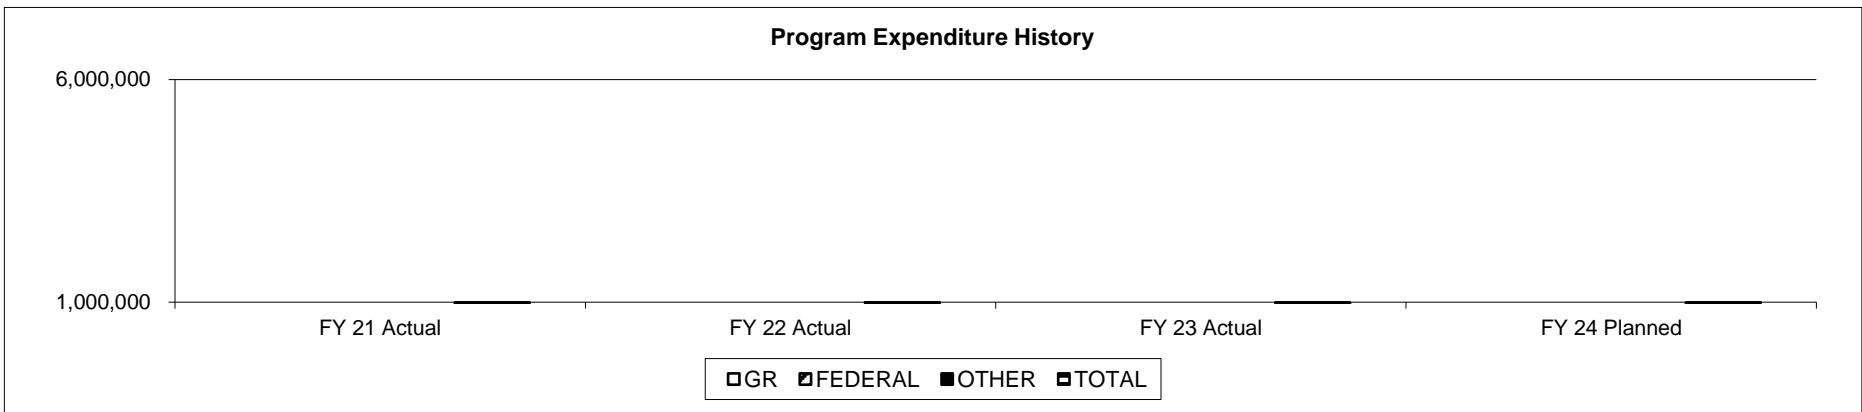 Program Expenditure History
6,000,000
1,000,000
FY 21 Actual FY 22 Actual FY 23 Actual FY 24 Planned
GR FEDERAL OTHER TOTAL